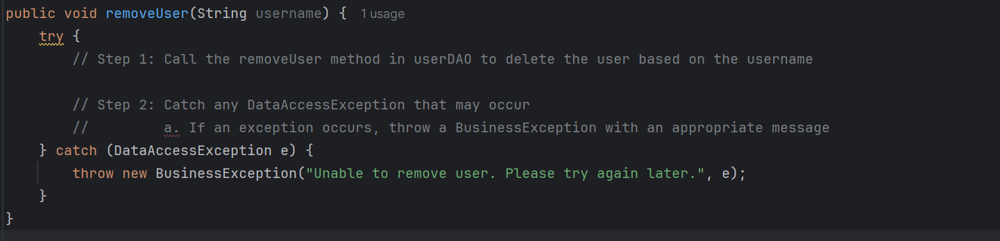 public void removeUser(String username) {  1 usage
    try {
        // Step 1: Call the removeUser method in userDAO to delete the user based on the username

        // Step 2: Catch any DataAccessException that may occur
        //         a. If an exception occurs, throw a BusinessException with an appropriate message
    } catch (DataAccessException e) {
        throw new BusinessException("Unable to remove user. Please try again later.", e);
    }
}